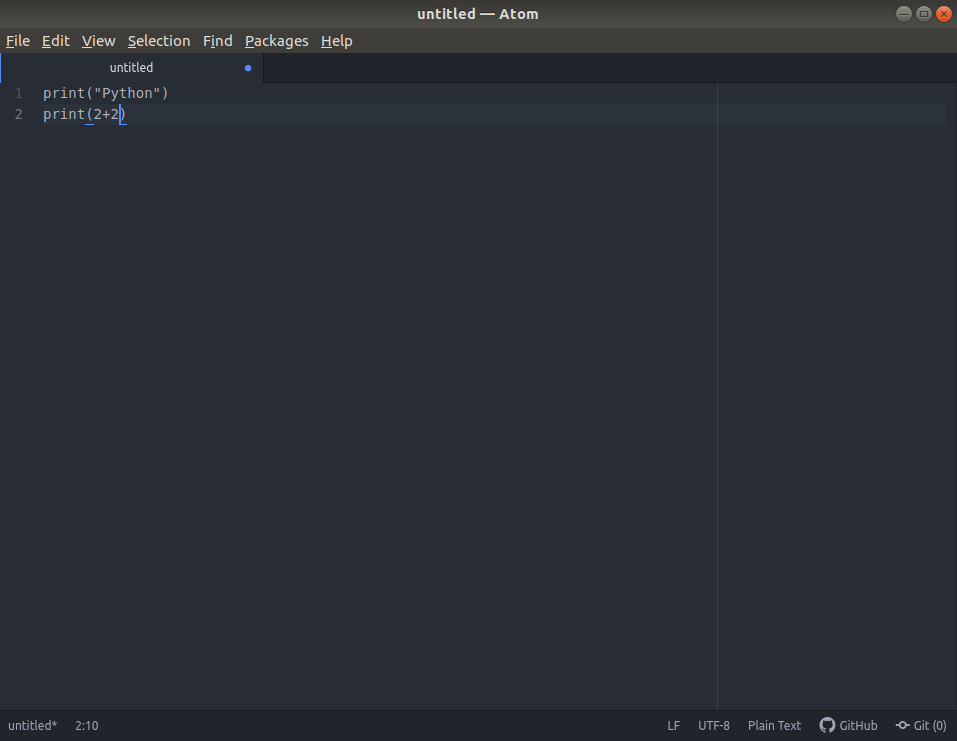 untitled — Atom
File Edit View Selection Find Packages Help
untitled
1 print("Python")
2 print(2+2)
untitled* 2:10 LF UTF-8 Plain Text GitHub Git (0)